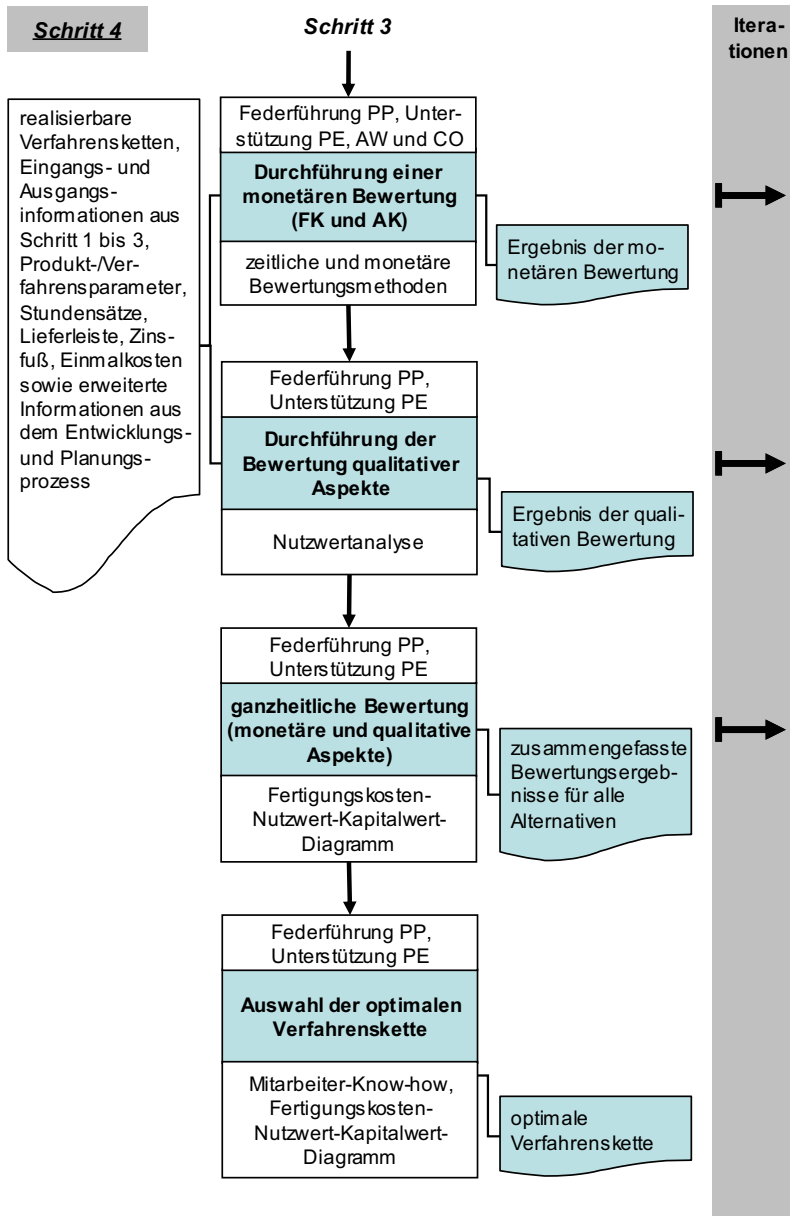 Schritt 4
Schritt 3
Itera-
tionen
realisierbare
Verfahrensketten,
Eingangs- und
Ausgangs-
informationen aus
Schritt 1 bis 3,
Produkt-/Ver-
fahrensparameter,
Stundensätze,
Lieferleiste, Zins-
fuß, Einmalkosten
sowie erweiterte
Informationen aus
dem Entwicklungs-
und Planungs-
prozess
Federführung PP, Unter-
stützung PE, AW und CO
Durchführung einer
monetären Bewertung
(FK und AK)
zeitliche und monetäre
Bewertungsmethoden
Ergebnis der mo-
netären Bewertung
Federführung PP,
Unterstützung PE
Durchführung der
Bewertung qualitativer
Aspekte
Nutzwertanalyse
Ergebnis der quali-
tativen Bewertung
Federführung PP,
Unterstützung PE
ganzheitliche Bewertung
(monetäre und qualitative
Aspekte)
Fertigungskosten-
Nutzwert-Kapitalwert-
Diagramm
zusammengefasste
Bewertungsergeb-
nisse für alle
Alternativen
Federführung PP,
Unterstützung PE
Auswahl der optimalen
Verfahrenskette
Mitarbeiter-Know-how,
Fertigungskosten-
Nutzwert-Kapitalwert-
Diagramm
optimale
Verfahrenskette